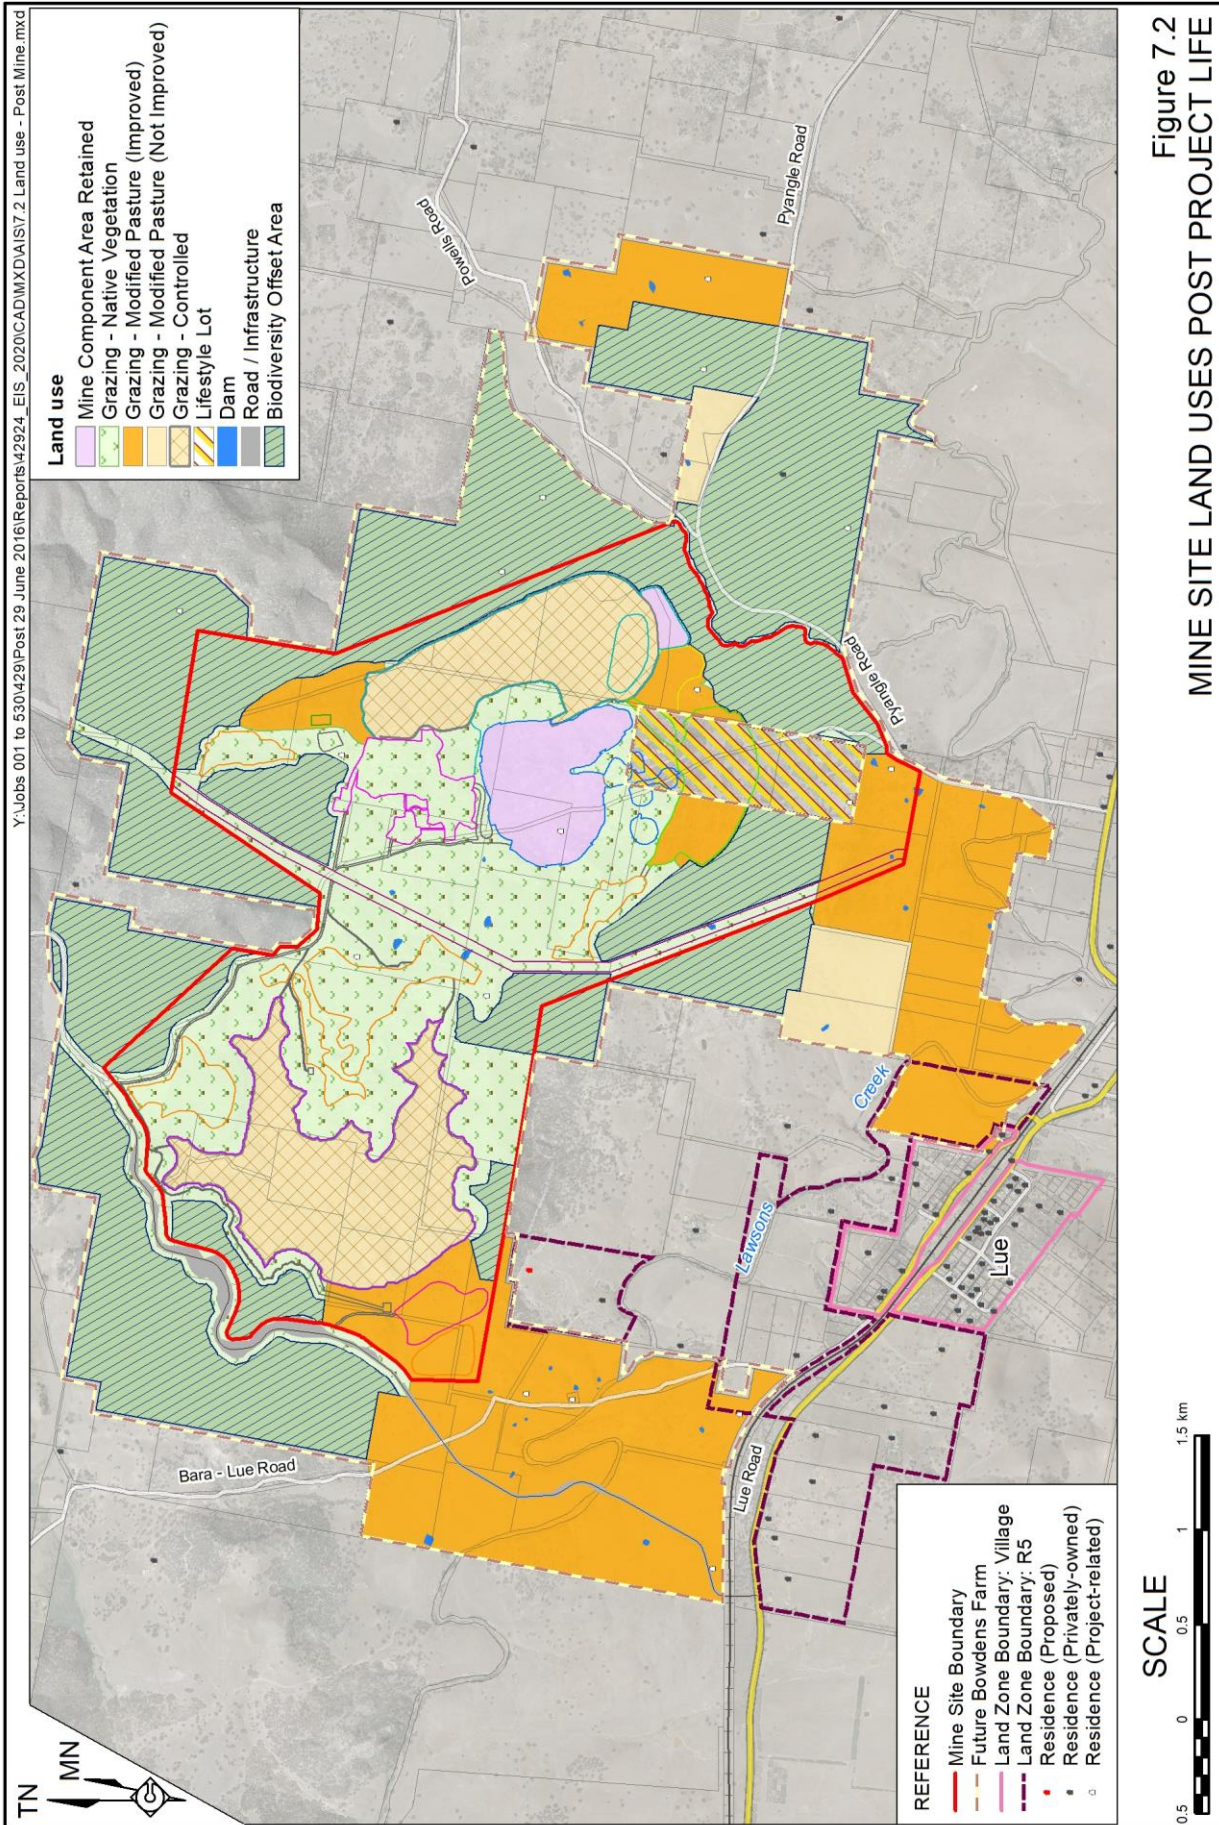 Y:\Jobs 001 to 530\429\Post 29 June 2016\Reports\42924_EIS_2020\CAD\MXD\AIS\7.2 Land use - Post Mine.mxd
TN
MN
Land use
Mine Component Area Retained
Grazing - Native Vegetation
Grazing - Modified Pasture (Improved)
Grazing - Modified Pasture (Not Improved)
Grazing - Controlled
Lifestyle Lot
Dam
Road / Infrastructure
Biodiversity Offset Area
Bara - Lue Road
Powells Road
Pyangle Road
Pyangle Road
Lawsons
Creek
Lue Road
Lue
REFERENCE
Mine Site Boundary
Future Bowdens Farm
Land Zone Boundary: Village
Land Zone Boundary: R5
Residence (Proposed)
Residence (Privately-owned)
Residence (Project-related)
SCALE
0.5 0 0.5 1 1.5 km
Figure 7.2
MINE SITE LAND USES POST PROJECT LIFE